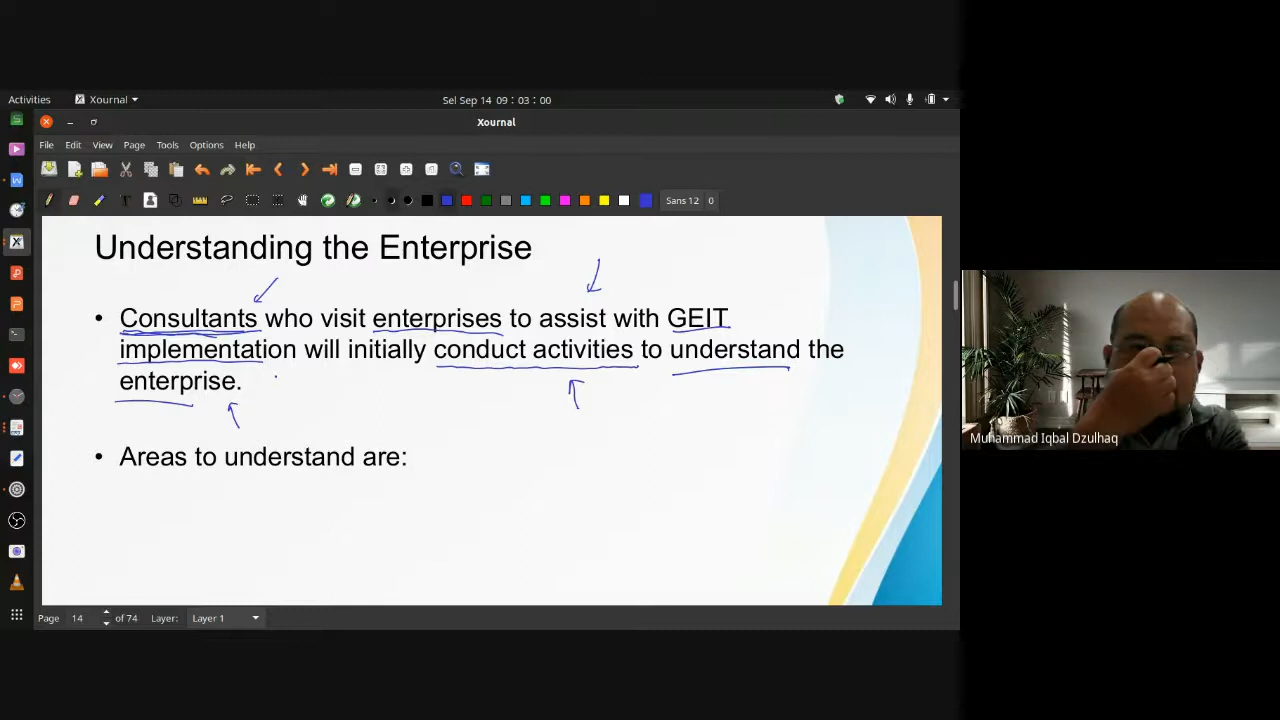 Activities
Xournal
Sel Sep 14 09:03:00
Xournal
File Edit View Page Tools Options Help
Sans 12 0
Understanding the Enterprise
• Consultants who visit enterprises to assist with GEIT
implementation will initially conduct activities to understand the
enterprise.
• Areas to understand are:
Page 14 of 74 Layer: Layer 1
Muhammad Iqbal Dzulhaq